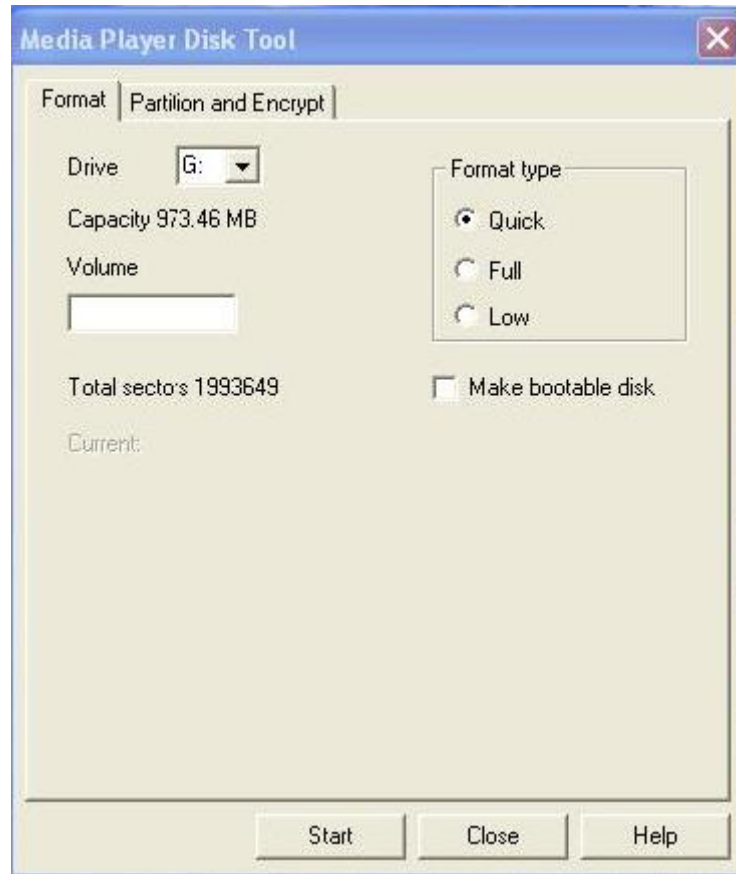 Media Player Disk Tool
Format
Partilion and Encrypt
Drive
G:
Format type
Capacity 973.46 MB
Quick
Volume
Full
Low
Total sectors 1993649
Make bootable disk
Current:
Start
Close
Help